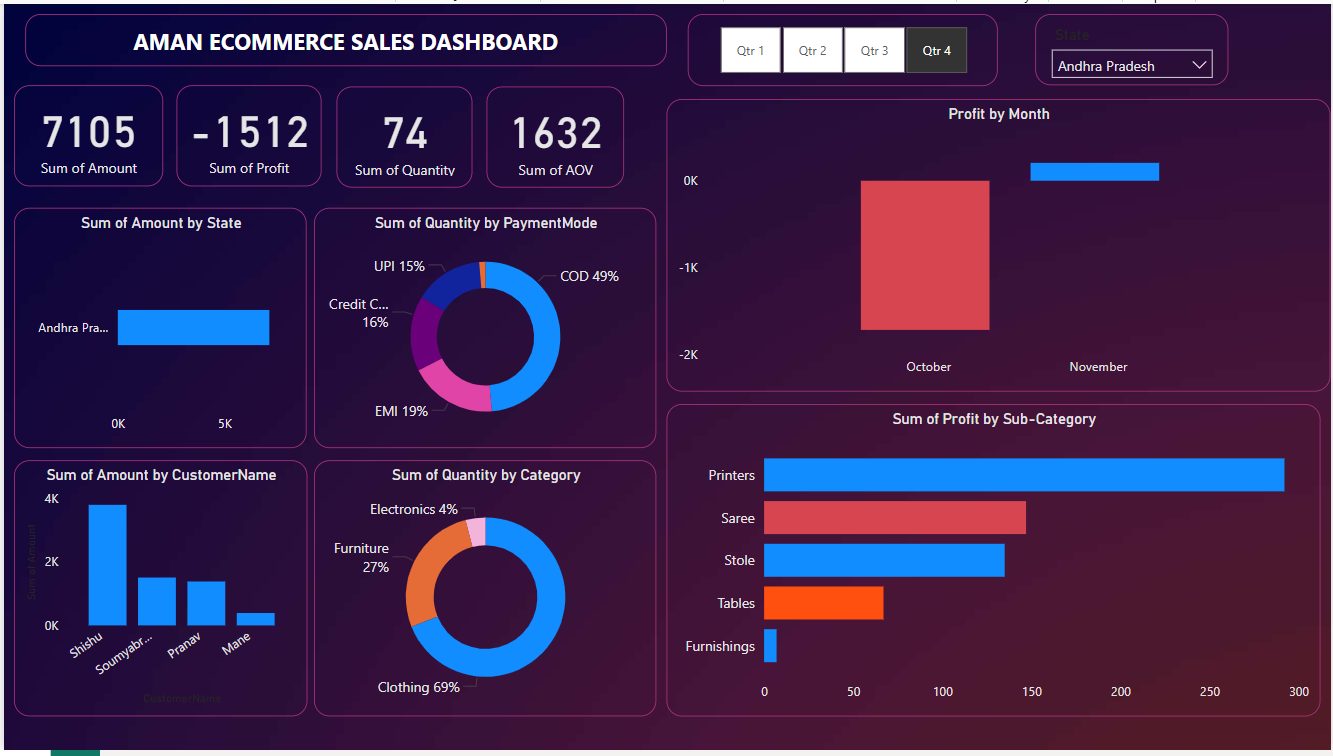 AMAN ECOMMERCE SALES DASHBOARD
Qtr 1
Qtr 2
Qtr 3
Qtr 4
State
Andhra Pradesh
7105
Sum of Amount
-1512
Sum of Profit
74
Sum of Quantity
1632
Sum of AOV
Sum of Amount by State
Andhra Pra...
0K
5K
Sum of Quantity by PaymentMode
UPI 15%
COD 49%
Credit C...
16%
EMI 19%
Profit by Month
0K
-1K
-2K
October
November
Sum of Amount by CustomerName
4K
2K
0K
Sum of Amount
Shishu
Soumyabr...
Pranav
Mane
CustomerName
Sum of Quantity by Category
Electronics 4%
Furniture
27%
Clothing 69%
Sum of Profit by Sub-Category
Printers
Saree
Stole
Tables
Furnishings
0
50
100
150
200
250
300